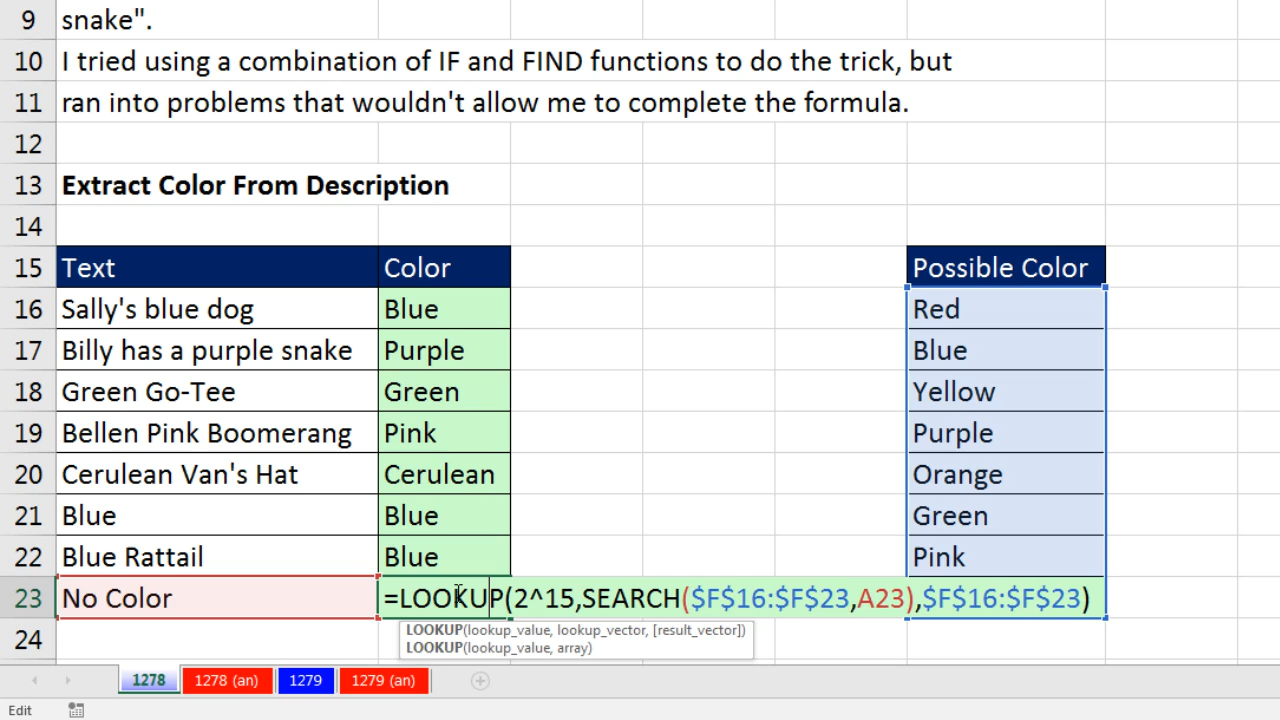 9 snake".
10 I tried using a combination of IF and FIND functions to do the trick, but
11 ran into problems that wouldn't allow me to complete the formula.
12
13 Extract Color From Description
14
15 Text Color Possible Color
16 Sally's blue dog Blue Red
17 Billy has a purple snake Purple Blue
18 Green Go-Tee Green Yellow
19 Bellen Pink Boomerang Pink Purple
20 Cerulean Van's Hat Cerulean Orange
21 Blue Blue Green
22 Blue Rattail Blue Pink
23 No Color =LOOKUP(2^15,SEARCH($F$16:$F$23,A23),$F$16:$F$23)
LOOKUP(lookup_value, lookup_vector, [result_vector])
24 LOOKUP(lookup_value, array)
1278 1278 (an) 1279 1279 (an)
Edit